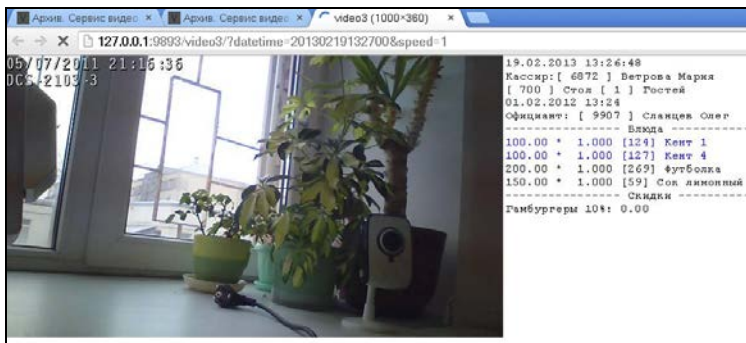 Архив. Сервис видео
Архив. Сервис видео
video3 (1000×360)
127.0.0.1:9893/video3/?datetime=20130219132700&speed=1
05/07/2011 21:16:36
DCS-2103-3
19.02.2013 13:26:48
Кассир:[ 6872 ] Ветрова Мария
[ 700 ] Стол [ 1 ] Гостей
01.02.2012 13:24
Официант: [ 9907 ] Сланцев Олег
--------------- Блюда -----------
100.00 * 1.000 [124] Кент 1
100.00 * 1.000 [127] Кент 4
200.00 * 1.000 [269] футболка
150.00 * 1.000 [59] Сок лимонный
--------------- Скидки ----------
Гамбургеры 10%: 0.00